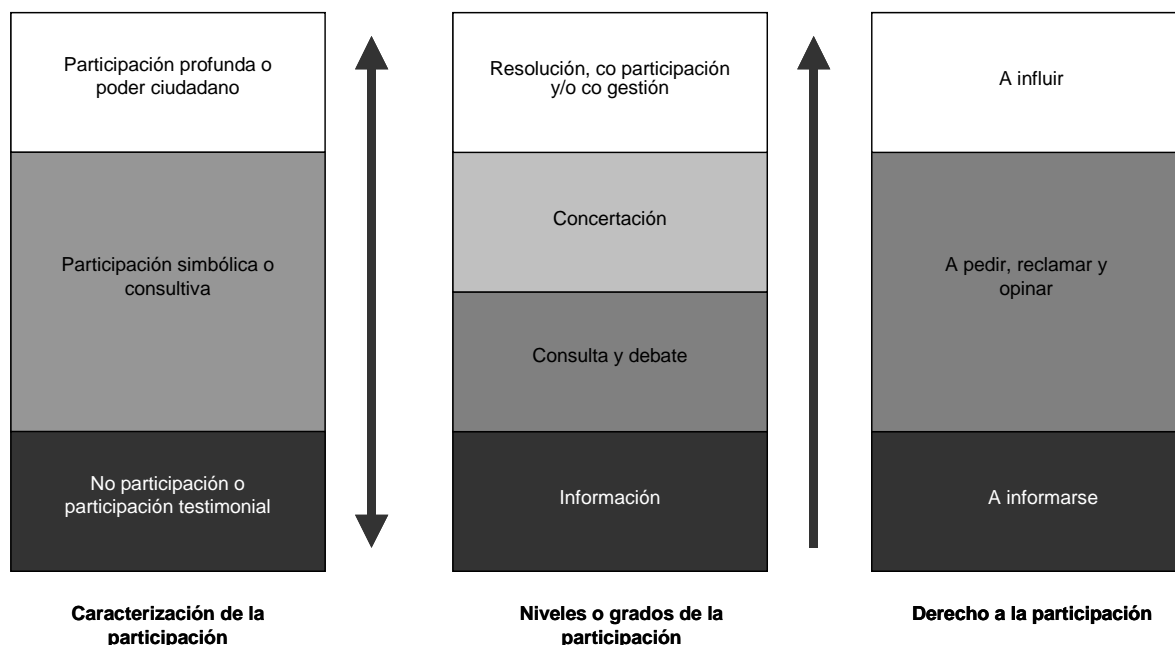 Participación profunda o
poder ciudadano
Participación simbólica o
consultiva
No participación o
participación testimonial
Caracterización de la
participación
Resolución, co participación
y/o co gestión
Concertación
Consulta y debate
Información
Niveles o grados de la
participación
A influir
A pedir, reclamar y
opinar
A informarse
Derecho a la participación